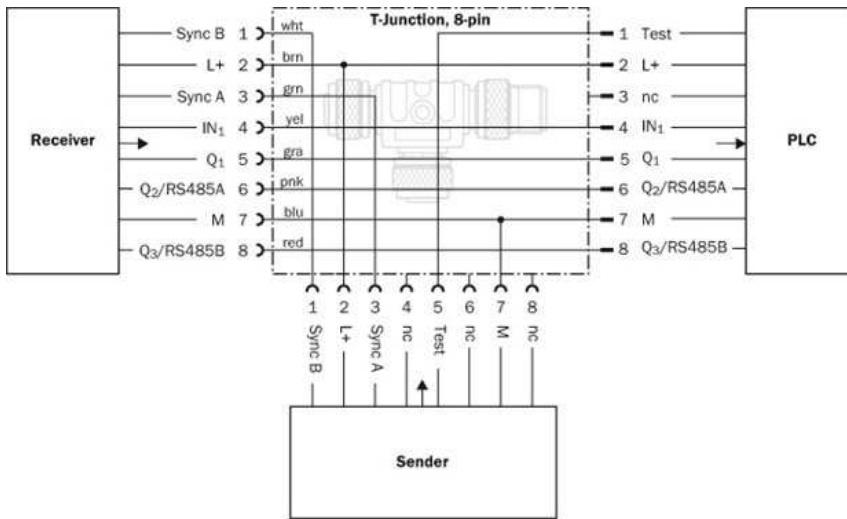 T-Junction, 8-pin
Sync B 1 wht 1 Test
L+ 2 brn 2 L+
Sync A 3 grn 3 nc
IN1 4 yel 4 IN1
Q1 5 gra 5 Q1
Q2/RS485A 6 pnk 6 Q2/RS485A
M 7 blu 7 M
Q3/RS485B 8 red 8 Q3/RS485B
Receiver
PLC
1 2 3 4 5 6 7 8
Sync B
L+
Sync A
nc
Test
nc
M
nc
Sender